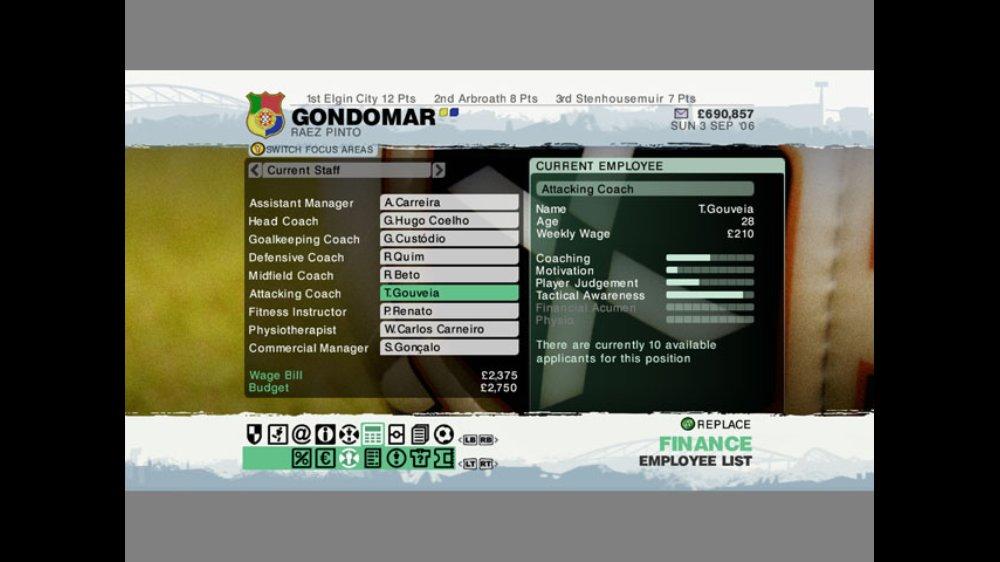 1st Elgin City 12 Pts 2nd Arbroath 8 Pts 3rd Stenhousemuir 7 Pts
GONDOMAR
RAEZ PINTO
£690,857
SUN 3 SEP '06
SWITCH FOCUS AREAS
Current Staff
Assistant Manager A.Carreira
Head Coach G.Hugo Coelho
Goalkeeping Coach G.Custódio
Defensive Coach R.Quim
Midfield Coach R.Beto
Attacking Coach T.Gouveia
Fitness Instructor P.Renato
Physiotherapist W.Carlos Carneiro
Commercial Manager S.Gonçalo
Wage Bill £2,375
Budget £2,750
CURRENT EMPLOYEE
Attacking Coach
Name T.Gouveia
Age 28
Weekly Wage £210
Coaching
Motivation
Player Judgement
Tactical Awareness
Financial Acumen
Physio
There are currently 10 available
applicants for this position
LB RB
LT RT
REPLACE
FINANCE
EMPLOYEE LIST